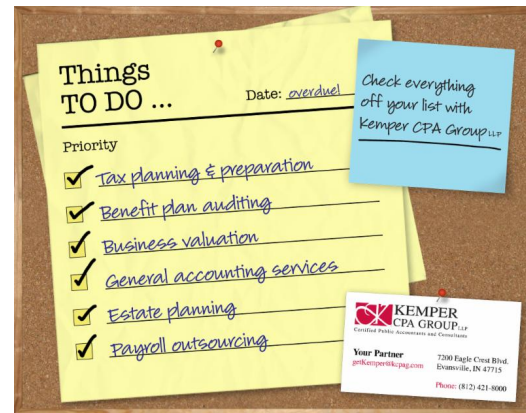 Things
TO DO ...
Date: overdue!
Priority
Tax planning & preparation
Benefit plan auditing
Business valuation
General accounting services
Estate planning
Payroll outsourcing
Check everything
off your list with
Kemper CPA Group LLP
KEMPER
CPA GROUP LLP
Certified Public Accountants and Consultants
Your Partner
getKemper@kcpag.com
7200 Eagle Crest Blvd.
Evansville, IN 47715
Phone: (812) 421-8000